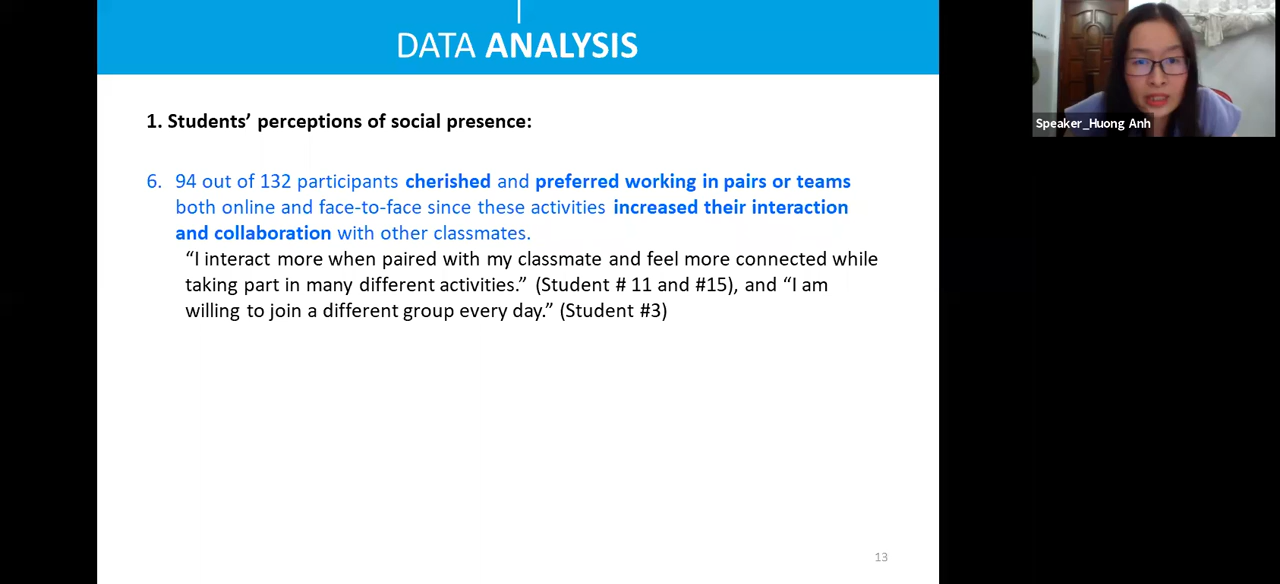 DATA ANALYSIS
Speaker_Huong Anh
1. Students’ perceptions of social presence:
6. 94 out of 132 participants cherished and preferred working in pairs or teams
both online and face-to-face since these activities increased their interaction
and collaboration with other classmates.
“I interact more when paired with my classmate and feel more connected while
taking part in many different activities.” (Student # 11 and #15), and “I am
willing to join a different group every day.” (Student #3)
13